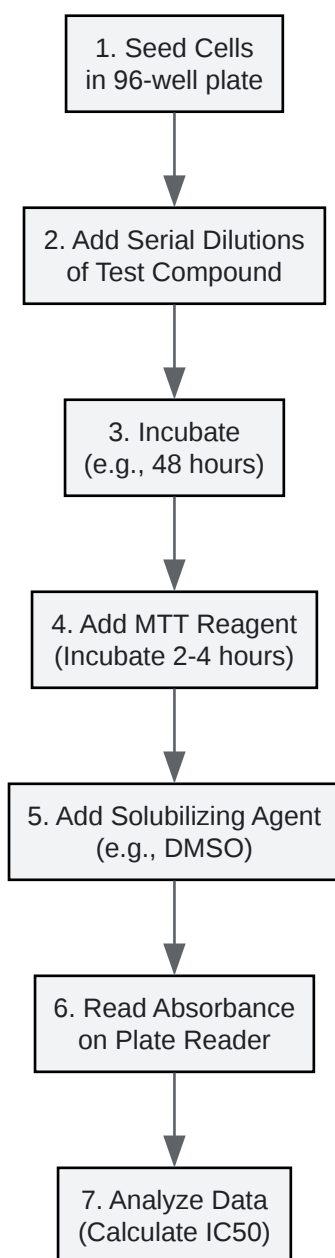 1. Seed Cells
in 96-well plate
2. Add Serial Dilutions
of Test Compound
3. Incubate
(e.g., 48 hours)
4. Add MTT Reagent
(Incubate 2-4 hours)
5. Add Solubilizing Agent
(e.g., DMSO)
6. Read Absorbance
on Plate Reader
7. Analyze Data
(Calculate IC50)